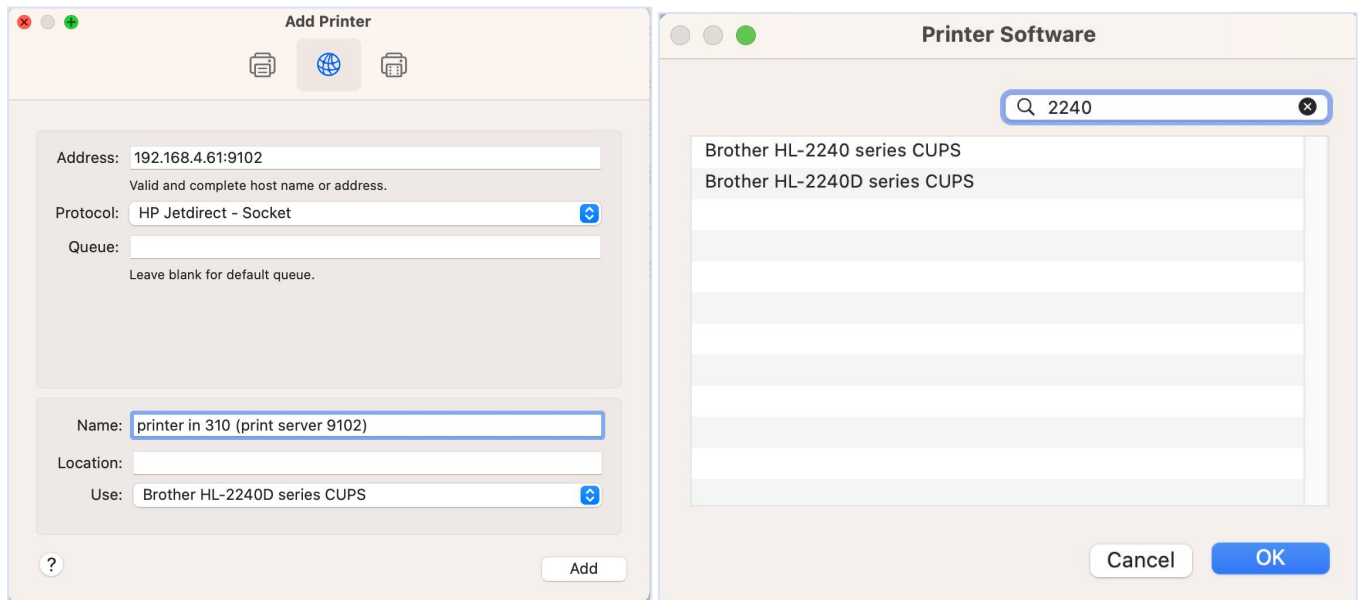 Add Printer
Address: 192.168.4.61:9102
Valid and complete host name or address.
Protocol: HP Jetdirect - Socket
Queue:
Leave blank for default queue.
Name: printer in 310 (print server 9102)
Location:
Use: Brother HL-2240D series CUPS
?
Add
Printer Software
2240
Brother HL-2240 series CUPS
Brother HL-2240D series CUPS
Cancel
OK